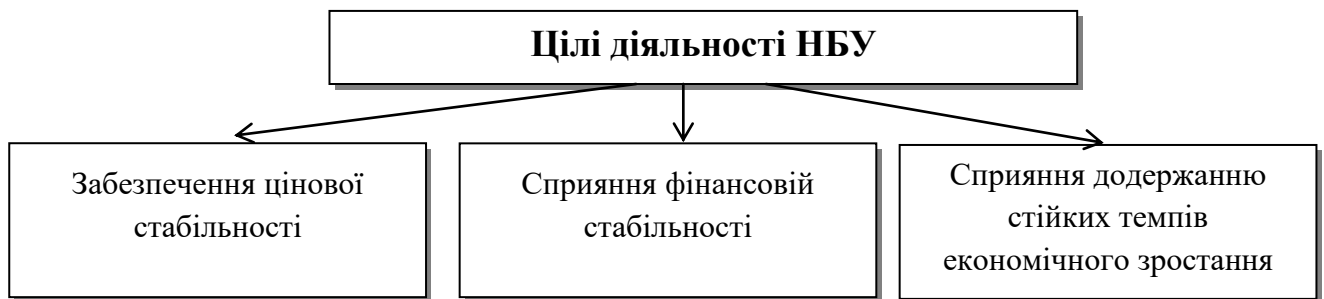 Цілі діяльності НБУ
Забезпечення цінової
стабільності
Сприяння фінансовій
стабільності
Сприяння додержанню
стійких темпів
економічного зростання